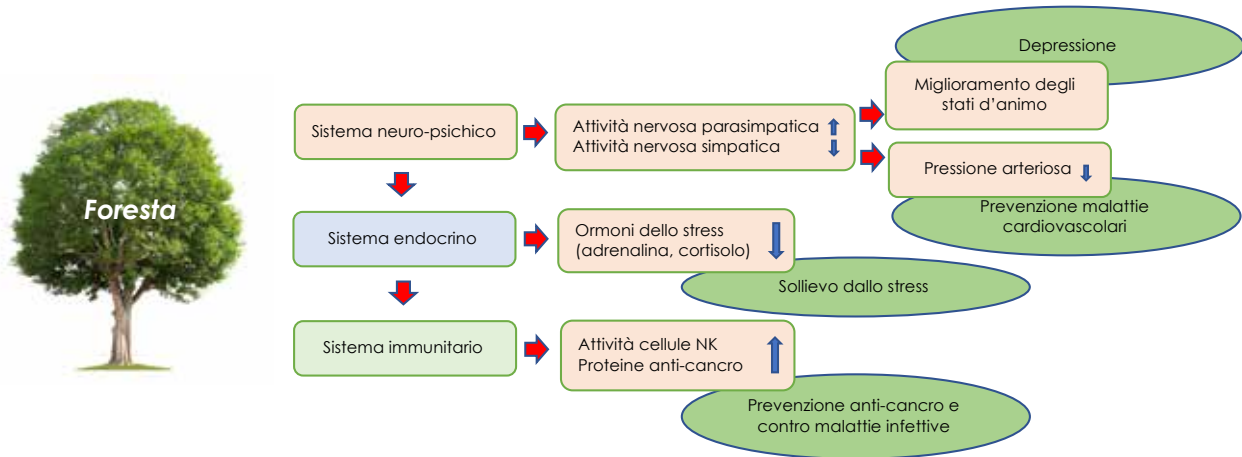 Depressione
Miglioramento degli
stati d'animo
Foresta
Sistema neuro-psichico
Attività nervosa parasimpatica
Attività nervosa simpatica
Pressione arteriosa
Prevenzione malattie
cardiovascolari
Sistema endocrino
Ormoni dello stress
(adrenalina, cortisolo)
Sollievo dallo stress
Sistema immunitario
Attività cellule NK
Proteine anti-cancro
Prevenzione anti-cancro e
contro malattie infettive